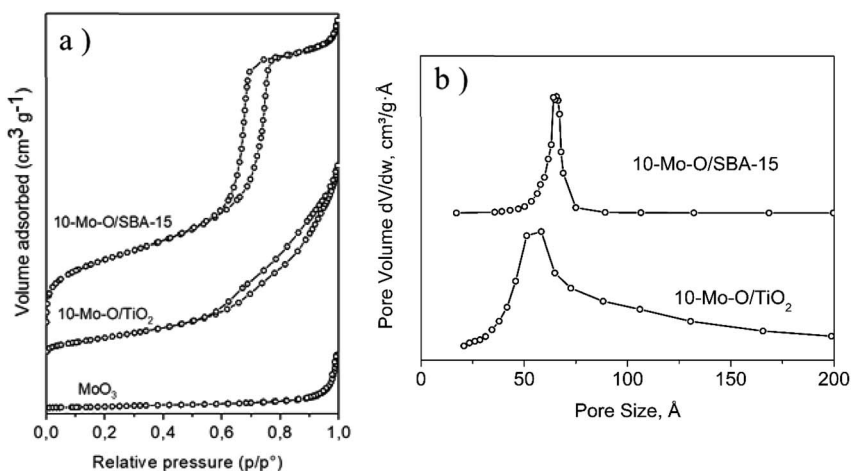 a )
Volume adsorbed (cm³ g⁻¹)
10-Mo-O/SBA-15
10-Mo-O/TiO₂
MoO₃
0,0 0,2 0,4 0,6 0,8 1,0
Relative pressure (p/p°)
b )
Pore Volume dV/dw, cm³/g·Å
10-Mo-O/SBA-15
10-Mo-O/TiO₂
0 50 100 150 200
Pore Size, Å